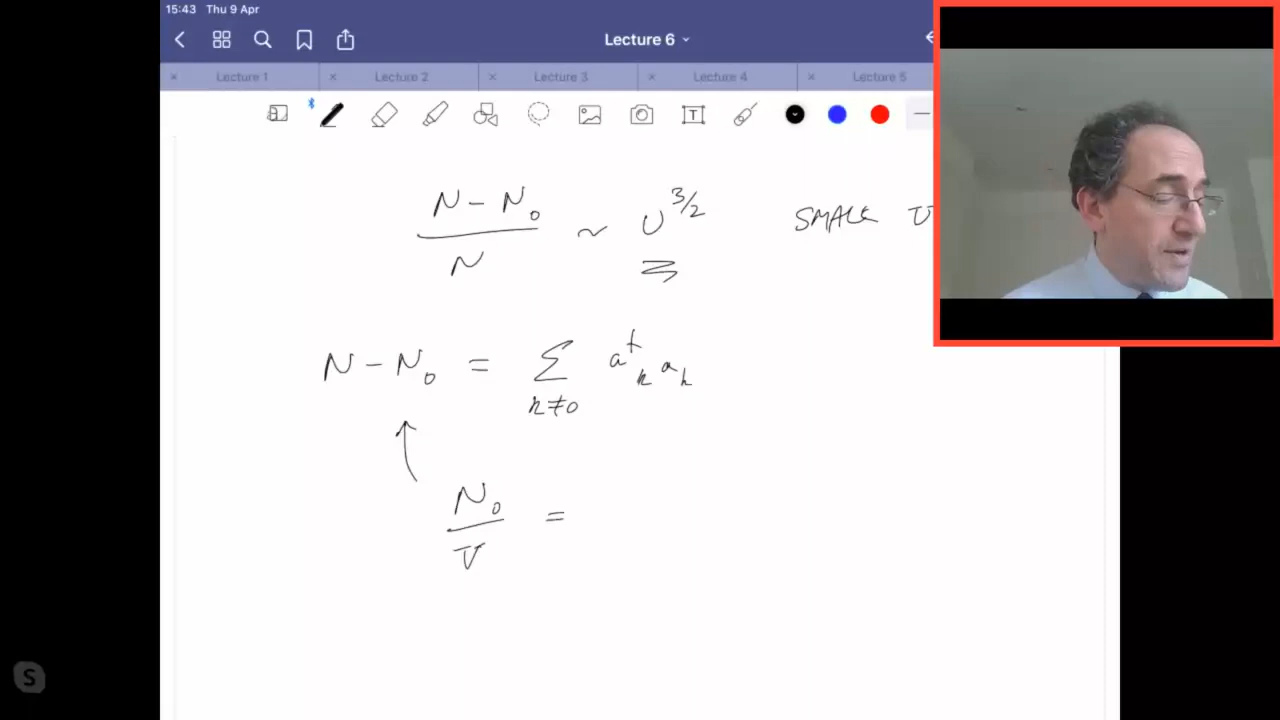 15:43 Thu 9 Apr
Lecture 6
Lecture 1 Lecture 2 Lecture 3 Lecture 4 Lecture 5
T
N - N₀ / N ~ U^{3/2} SMALL U
N - N₀ = Σ_{k≠0} a†_k a_k
N₀ / V =
S